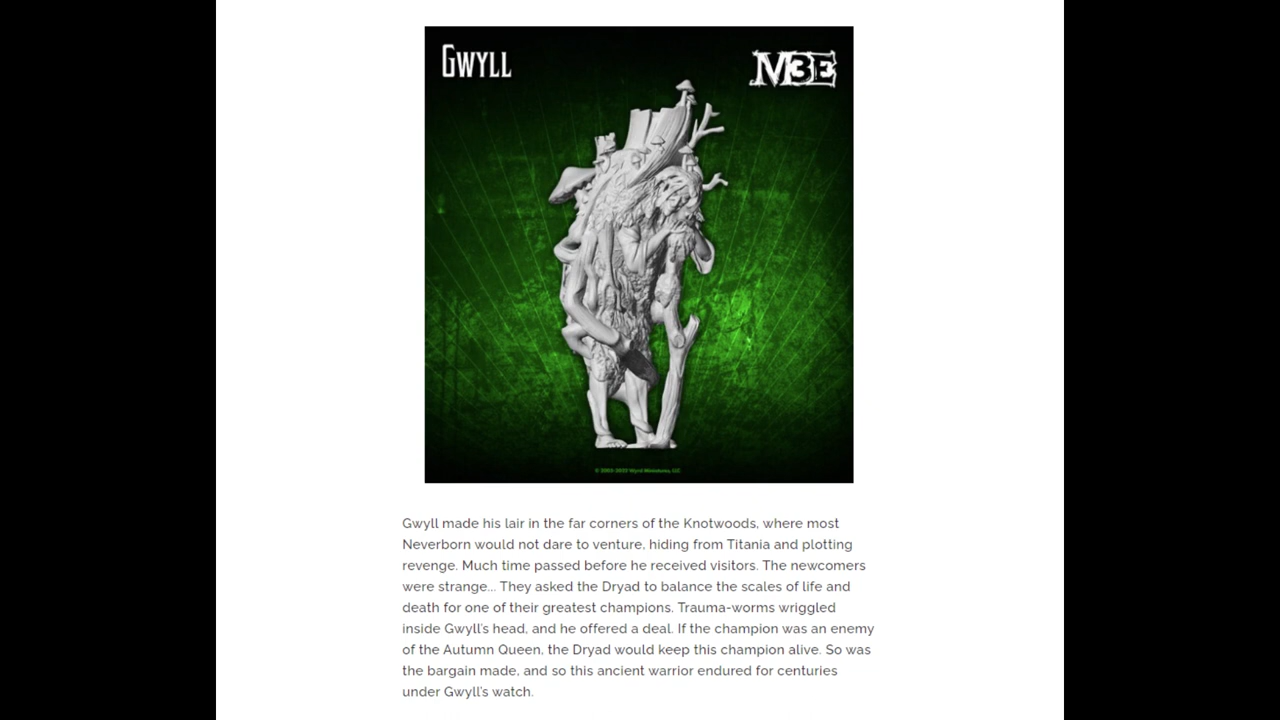 Gwyll
M3E
© 2005-2022 Wyrd Miniatures, LLC
Gwyll made his lair in the far corners of the Knotwoods, where most
Neverborn would not dare to venture, hiding from Titania and plotting
revenge. Much time passed before he received visitors. The newcomers
were strange... They asked the Dryad to balance the scales of life and
death for one of their greatest champions. Trauma-worms wriggled
inside Gwyll's head, and he offered a deal. If the champion was an enemy
of the Autumn Queen, the Dryad would keep this champion alive. So was
the bargain made, and so this ancient warrior endured for centuries
under Gwyll's watch.